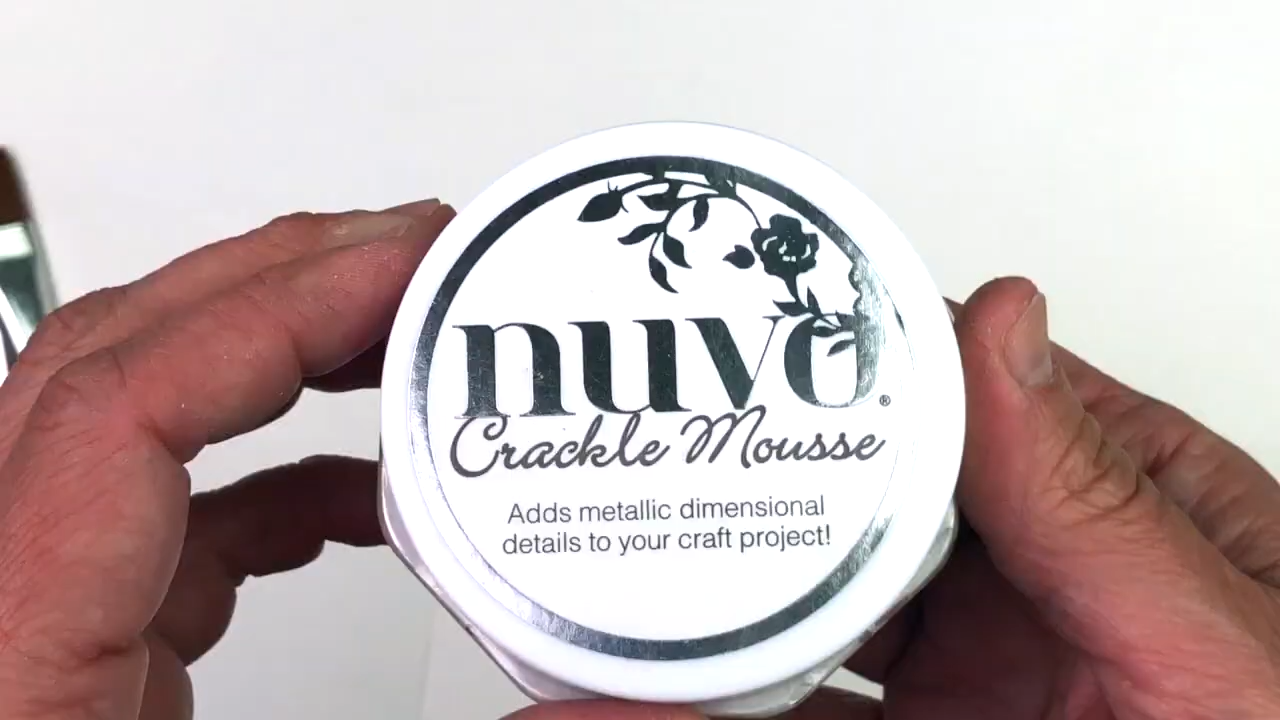 nuvo®
Crackle Mousse
Adds metallic dimensional
details to your craft project!